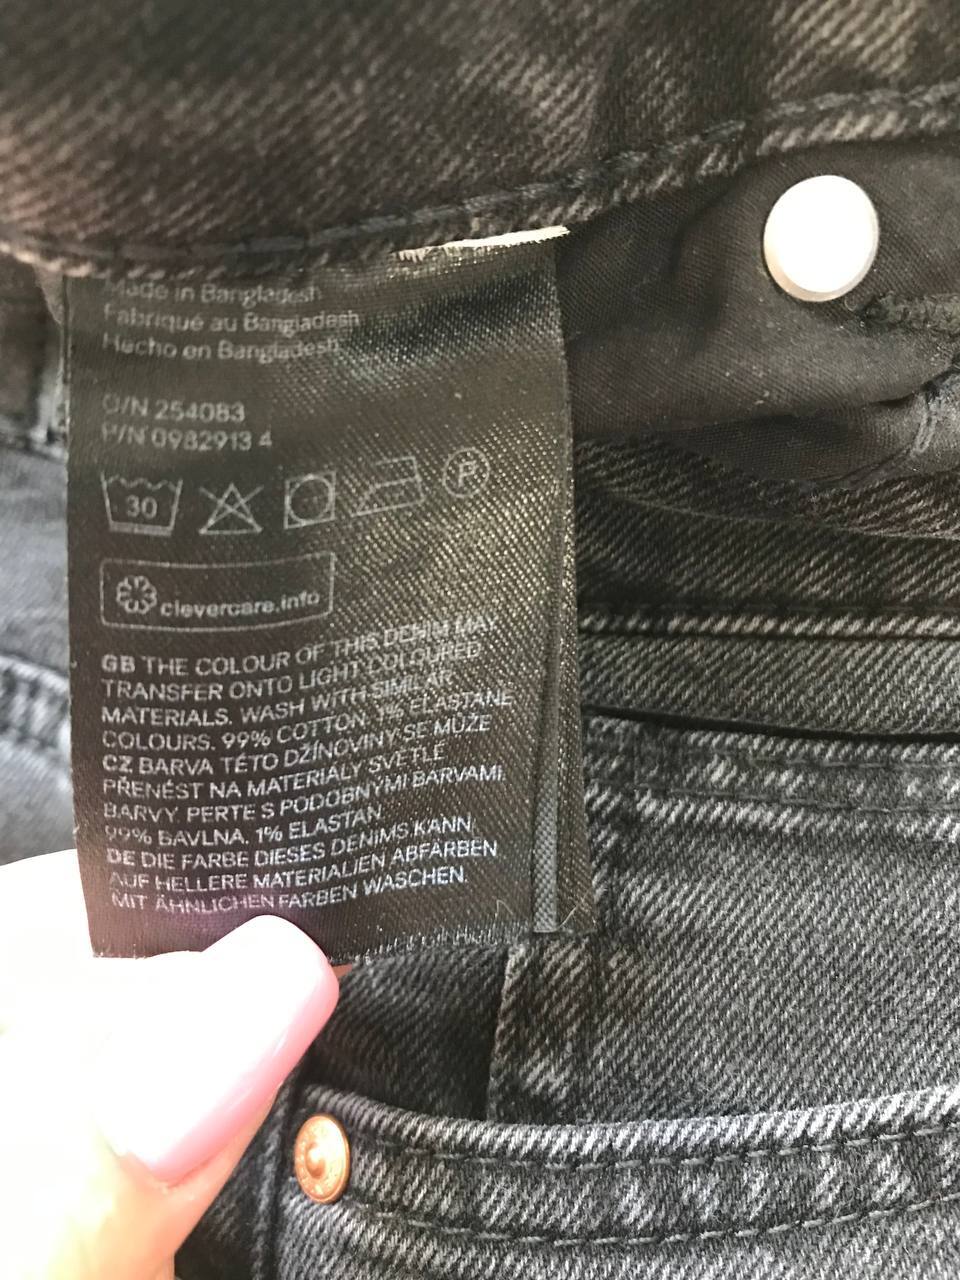 Made in Bangladesh
Fabriqué au Bangladesh
Hecho en Bangladesh
O/N 254083
P/N 0982913 4
30
P
clevercare.info
GB THE COLOUR OF THIS DENIM MAY
TRANSFER ONTO LIGHT COLOURED
MATERIALS. WASH WITH SIMILAR
COLOURS. 99% COTTON. 1% ELASTANE
CZ BARVA TÉTO DŽÍNOVINY SE MŮŽE
PŘENÉST NA MATERIÁLY SVĚTLÉ
BARVY. PERTE S PODOBNÝMI BARVAMI.
99% BAVLNA. 1% ELASTAN
DE DIE FARBE DIESES DENIMS KANN
AUF HELLERE MATERIALIEN ABFÄRBEN
MIT ÄHNLICHEN FARBEN WASCHEN.